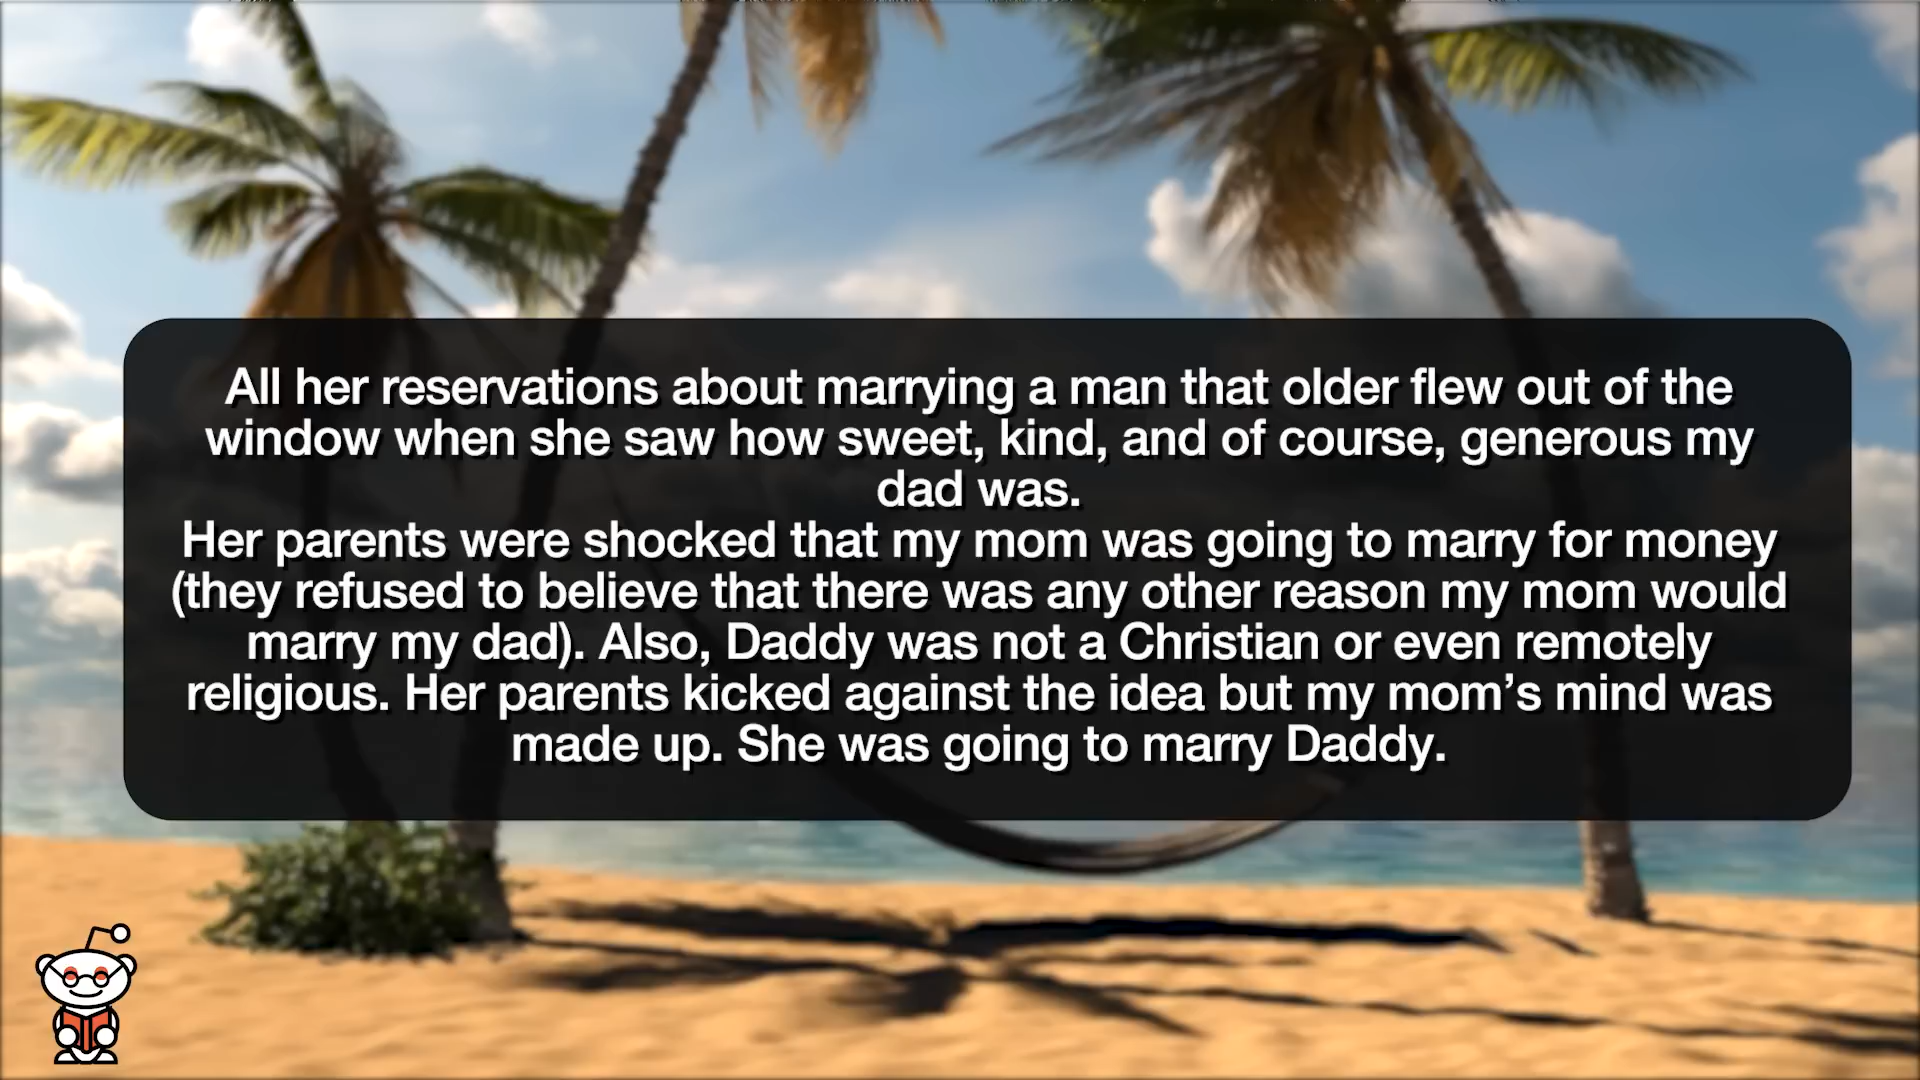 All her reservations about marrying a man that older flew out of the
window when she saw how sweet, kind, and of course, generous my
dad was.
Her parents were shocked that my mom was going to marry for money
(they refused to believe that there was any other reason my mom would
marry my dad). Also, Daddy was not a Christian or even remotely
religious. Her parents kicked against the idea but my mom’s mind was
made up. She was going to marry Daddy.